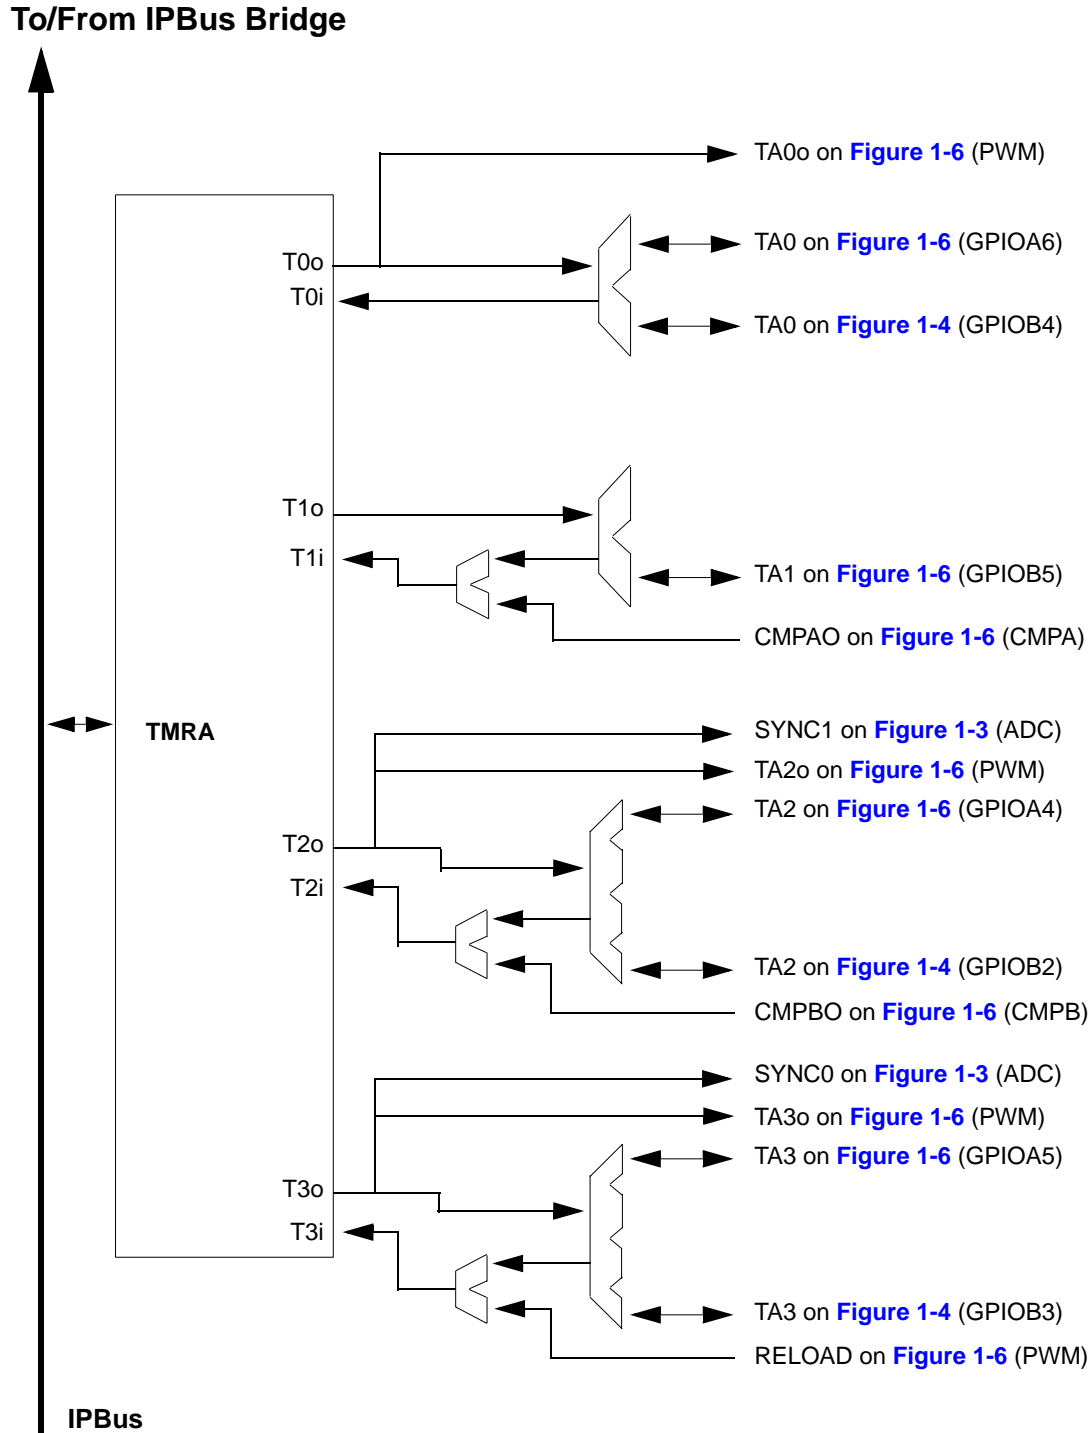 To/From IPBus Bridge
TA0o on Figure 1-6 (PWM)
TA0 on Figure 1-6 (GPIOA6)
T0o
T0i
TA0 on Figure 1-4 (GPIOB4)
T1o
T1i
TA1 on Figure 1-6 (GPIOB5)
CMPAO on Figure 1-6 (CMPA)
TMRA
SYNC1 on Figure 1-3 (ADC)
TA2o on Figure 1-6 (PWM)
TA2 on Figure 1-6 (GPIOA4)
T2o
T2i
TA2 on Figure 1-4 (GPIOB2)
CMPBO on Figure 1-6 (CMPB)
SYNC0 on Figure 1-3 (ADC)
TA3o on Figure 1-6 (PWM)
TA3 on Figure 1-6 (GPIOA5)
T3o
T3i
TA3 on Figure 1-4 (GPIOB3)
RELOAD on Figure 1-6 (PWM)
IPBus